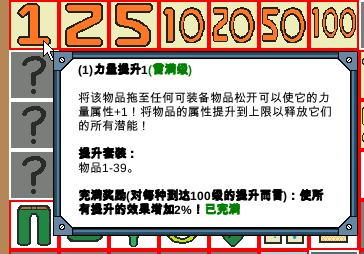 1 2 5 10 20 50 100
?
(1)力量提升1(需满级)
将该物品拖至任何可装备物品松开可以使它的力
量属性+1！将物品的属性提升到上限以释放它们
的所有潜能！
?
提升套装：
物品1-39。
?
充满奖励(对每种到达100级的提升而言)：使所
有提升的效果增加2%！已充满